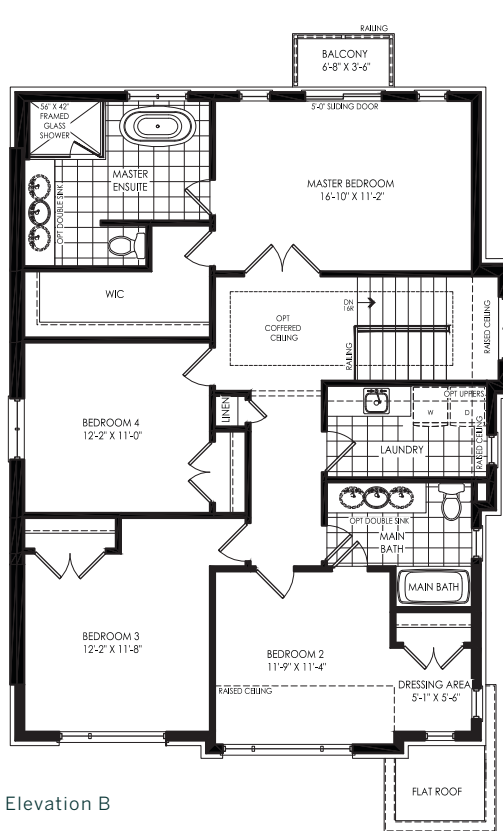 RAILING
BALCONY
6'-8" X 3'-6"
5'-0" SLIDING DOOR
56" X 42"
FRAMED
GLASS
SHOWER
MASTER
ENSUITE
OPT DOUBLE SINK
MASTER BEDROOM
16'-10" X 11'-2"
WIC
OPT
COFFERED
CEILING
DN
16R
RAILING
RAISED CEILING
BEDROOM 4
12'-2" X 11'-0"
LINEN
OPT UPPERS
W
D
LAUNDRY
RAISED CEILING
OPT DOUBLE SINK
MAIN
BATH
MAIN BATH
BEDROOM 3
12'-2" X 11'-8"
BEDROOM 2
11'-9" X 11'-4"
RAISED CEILING
DRESSING AREA
5'-1" X 5'-6"
FLAT ROOF
Elevation B